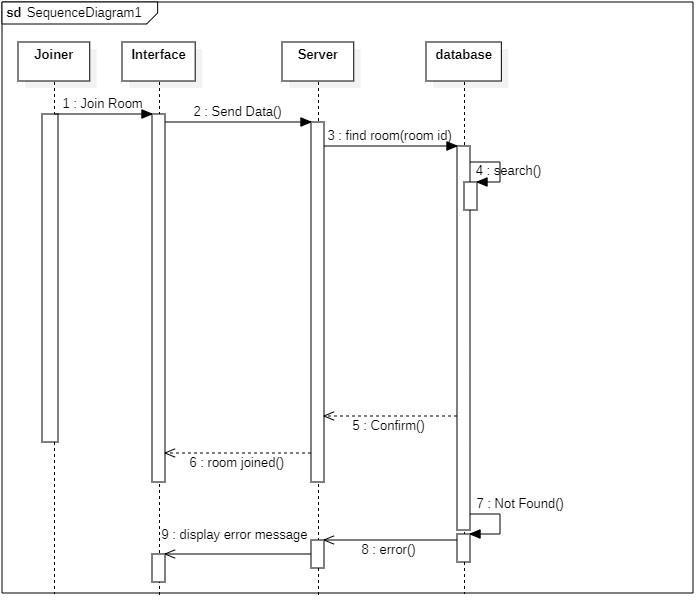 sd SequenceDiagram1
Joiner
Interface
Server
database
1 : Join Room
2 : Send Data()
3 : find room(room id)
4 : search()
5 : Confirm()
6 : room joined()
7 : Not Found()
9 : display error message
8 : error()